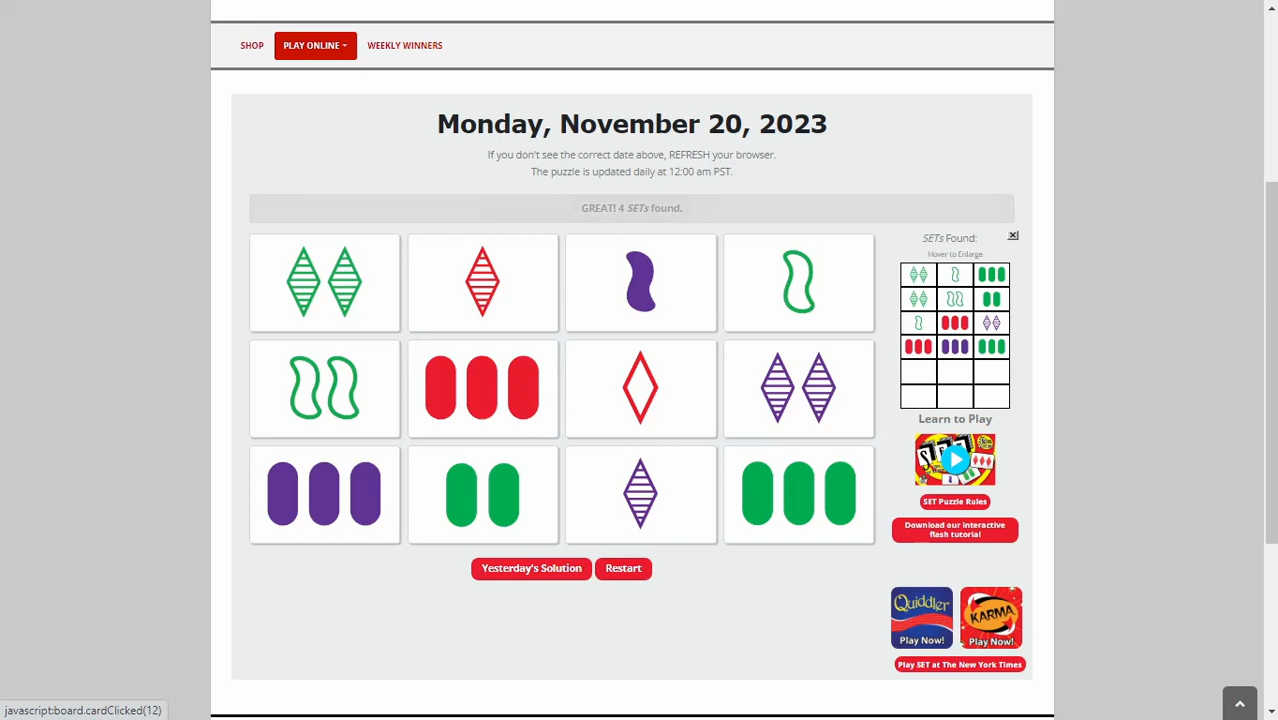 SHOP
PLAY ONLINE
WEEKLY WINNERS
Monday, November 20, 2023
If you don't see the correct date above, REFRESH your browser.
The puzzle is updated daily at 12:00 am PST.
GREAT! 4 SETs found.
SETs Found:
Hover to Enlarge
Learn to Play
SET
SET Puzzle Rules
Download our interactive
flash tutorial
Yesterday's Solution
Restart
Quiddler
Play Now!
KARMA
Play Now!
Play SET at The New York Times
javascript:board.cardClicked(12)